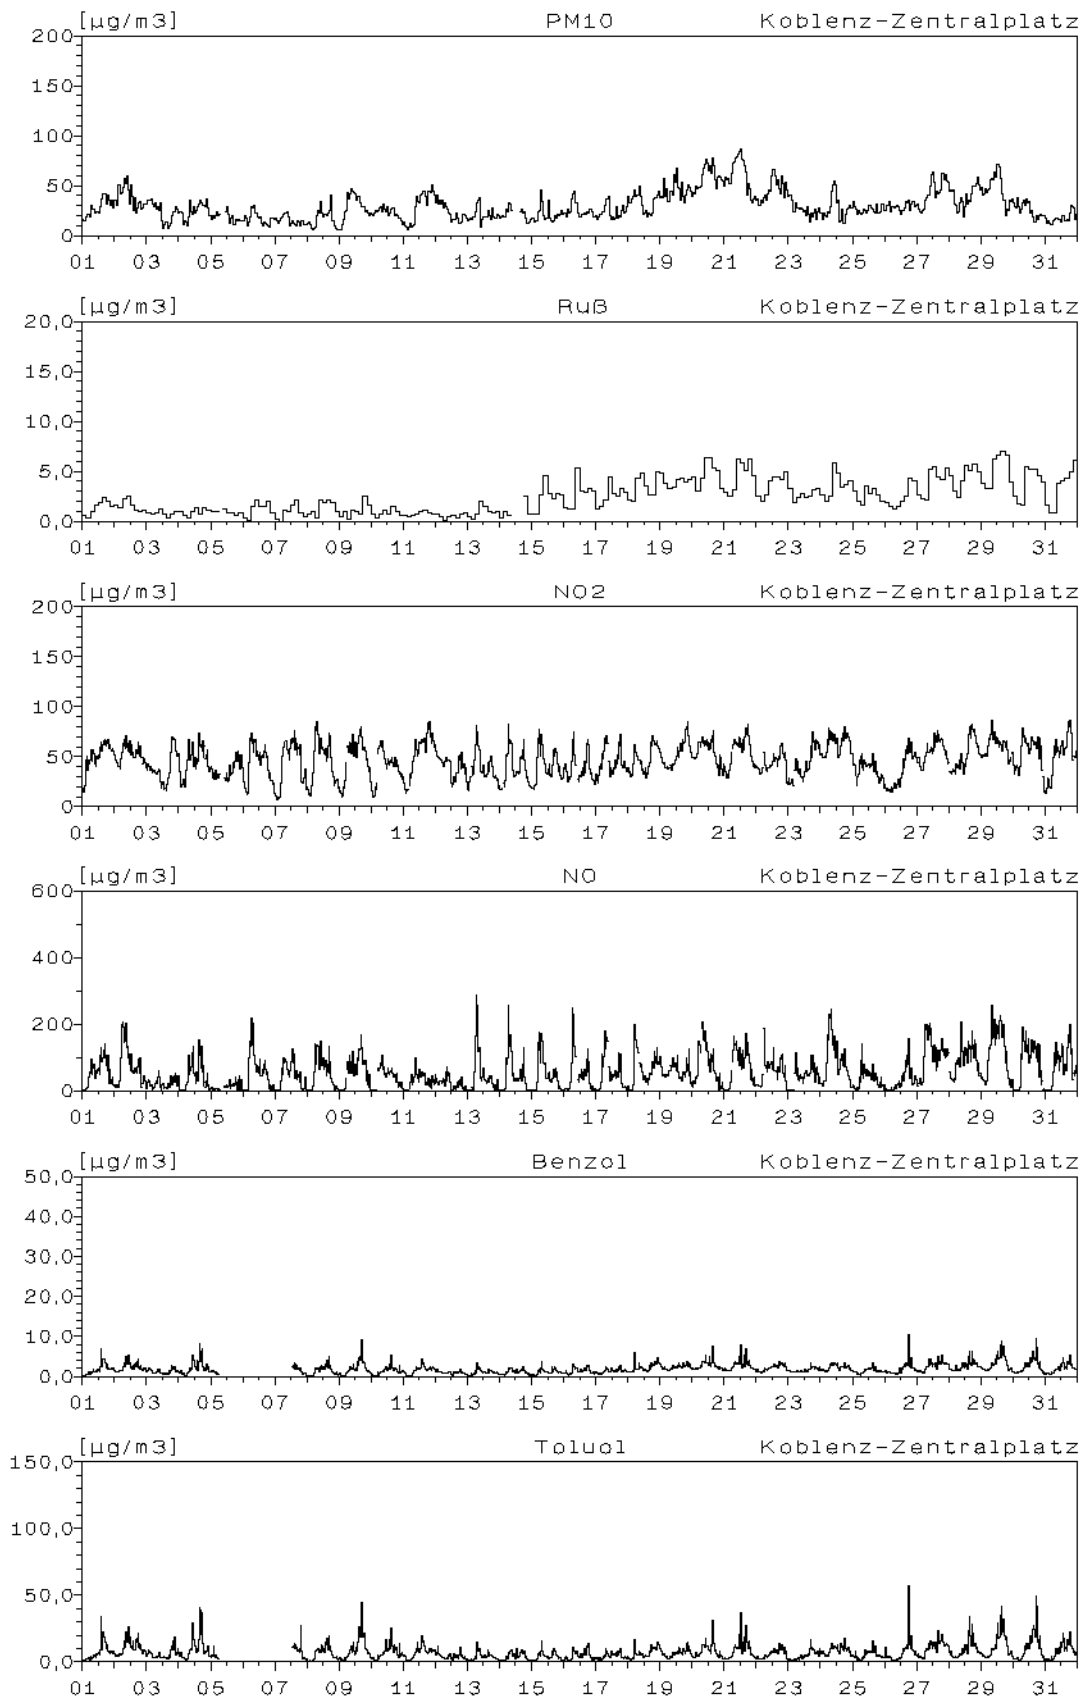 [µg/m3] PM10 Koblenz-Zentralplatz
200
150
100
50
0
01 03 05 07 09 11 13 15 17 19 21 23 25 27 29 31
[µg/m3] Ruß Koblenz-Zentralplatz
20,0
15,0
10,0
5,0
0,0
01 03 05 07 09 11 13 15 17 19 21 23 25 27 29 31
[µg/m3] NO2 Koblenz-Zentralplatz
200
150
100
50
0
01 03 05 07 09 11 13 15 17 19 21 23 25 27 29 31
[µg/m3] NO Koblenz-Zentralplatz
600
400
200
0
01 03 05 07 09 11 13 15 17 19 21 23 25 27 29 31
[µg/m3] Benzol Koblenz-Zentralplatz
50,0
40,0
30,0
20,0
10,0
0,0
01 03 05 07 09 11 13 15 17 19 21 23 25 27 29 31
[µg/m3] Toluol Koblenz-Zentralplatz
150,0
100,0
50,0
0,0
01 03 05 07 09 11 13 15 17 19 21 23 25 27 29 31